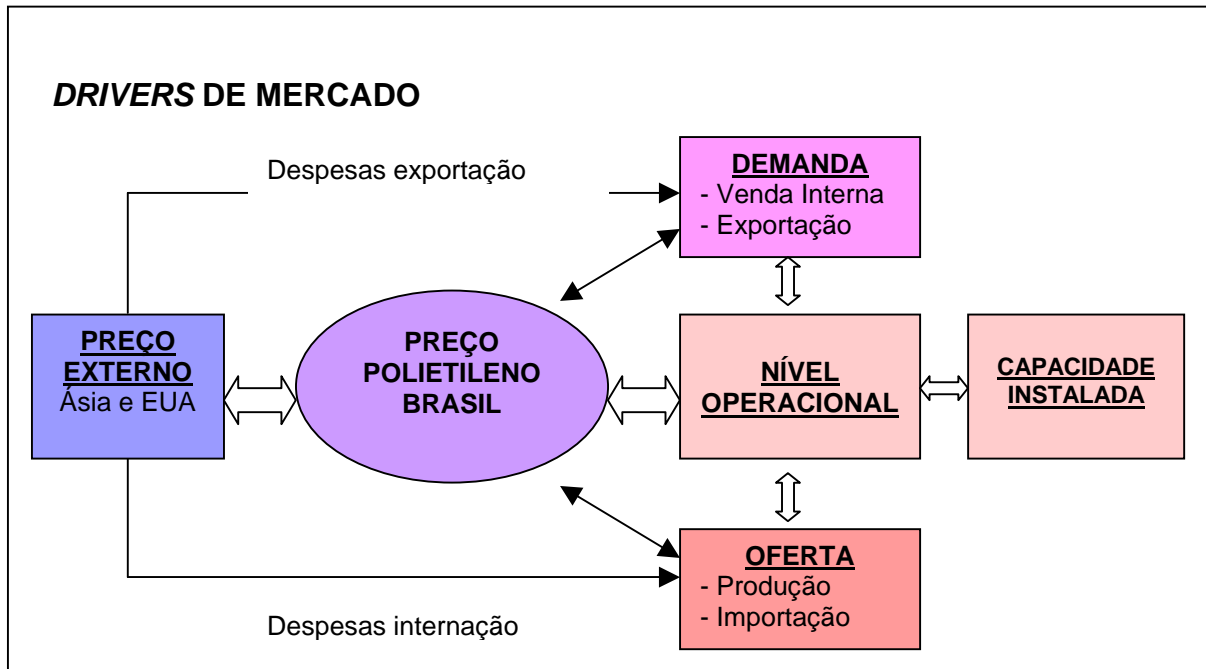 DRIVERS DE MERCADO
Despesas exportação
DEMANDA
- Venda Interna
- Exportação
PREÇO
EXTERNO
Ásia e EUA
PREÇO
POLIETILENO
BRASIL
NÍVEL
OPERACIONAL
CAPACIDADE
INSTALADA
OFERTA
- Produção
- Importação
Despesas internação